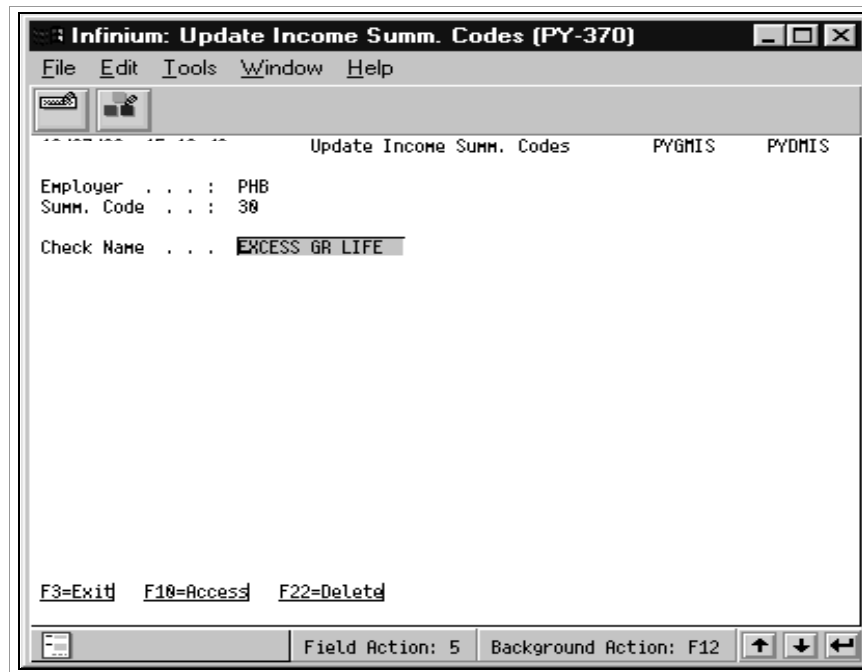 Infinium: Update Income Summ. Codes (PY-370)
File Edit Tools Window Help
Update Income Summ. Codes PYGMIS PYDMIS
Employer . . . : PHB
Summ. Code . . : 30
Check Name . . . EXCESS GR LIFE
F3=Exit F10=Access F22=Delete
Field Action: 5 Background Action: F12